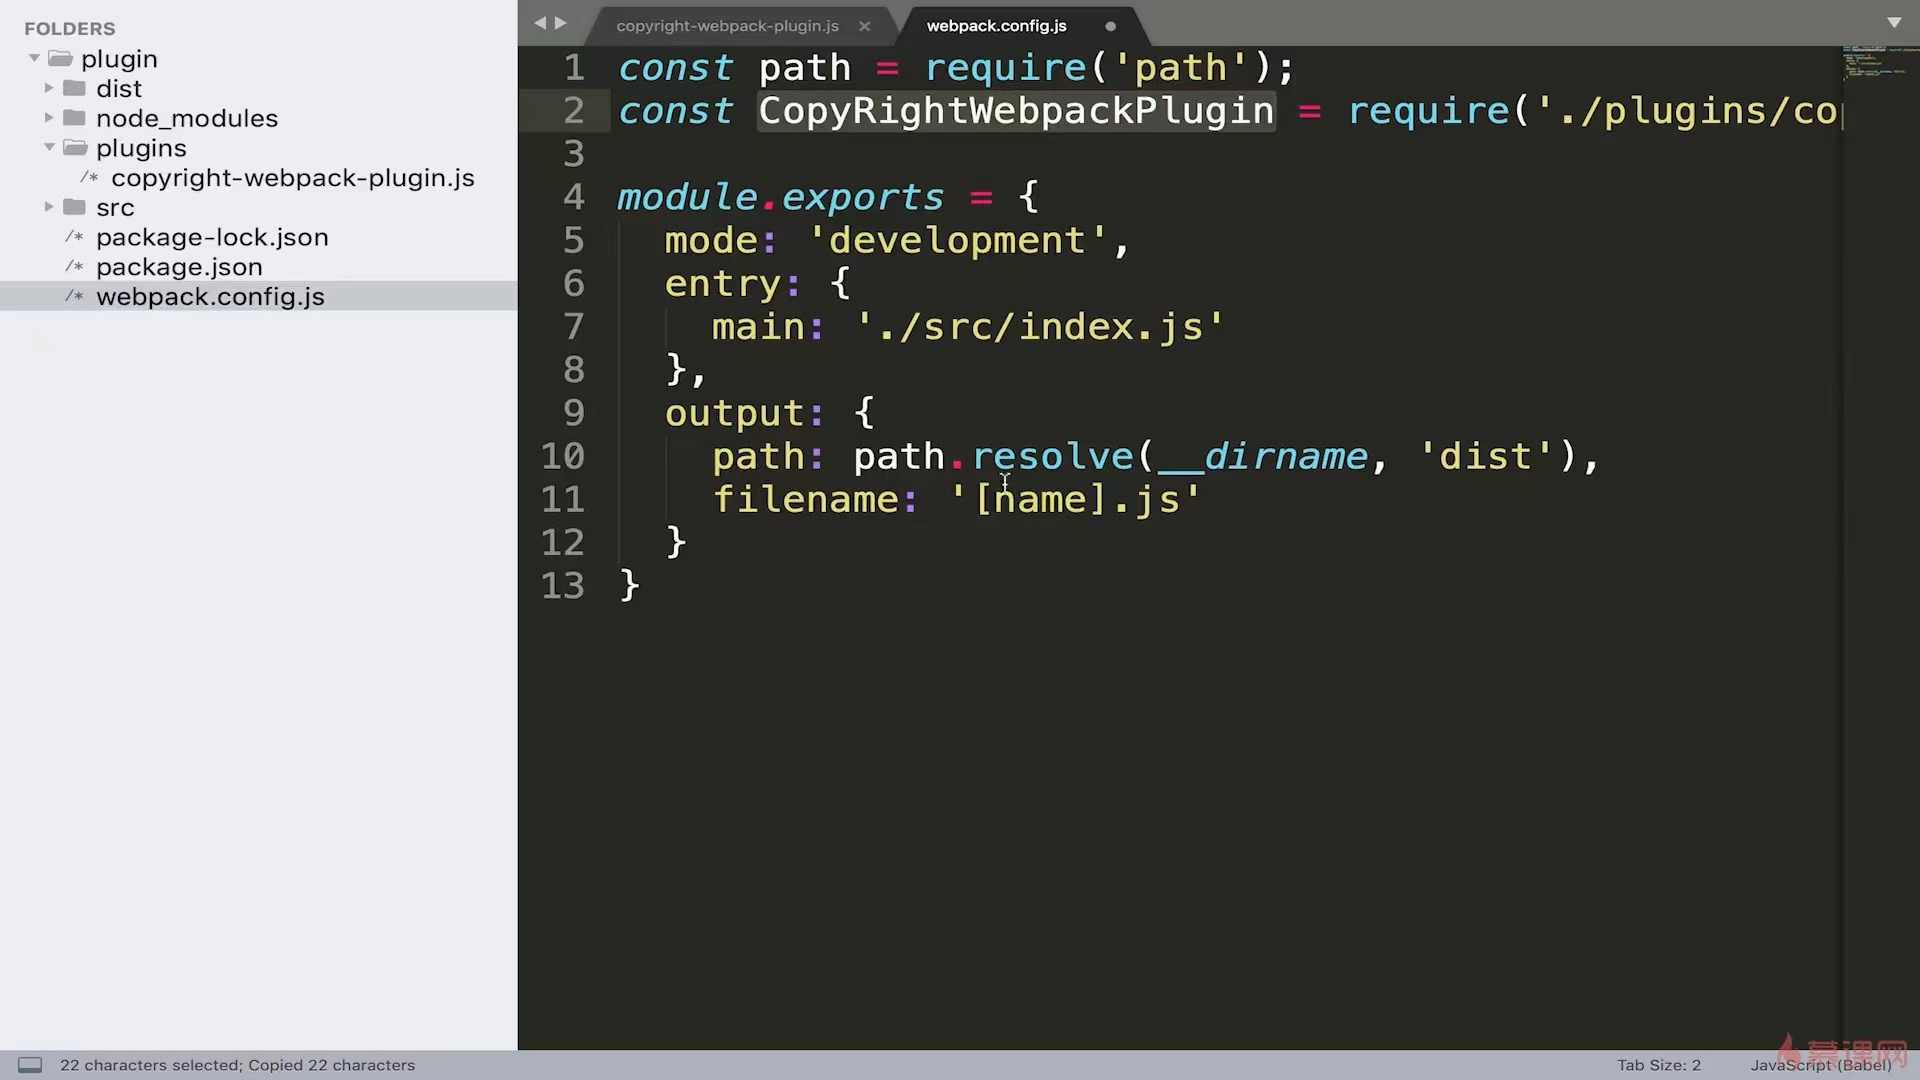 FOLDERS
plugin
dist
node_modules
plugins
/* copyright-webpack-plugin.js
src
/* package-lock.json
/* package.json
/* webpack.config.js
copyright-webpack-plugin.js
webpack.config.js
1 const path = require('path');
2 const CopyRightWebpackPlugin = require('./plugins/co
3
4 module.exports = {
5 mode: 'development',
6 entry: {
7 main: './src/index.js'
8 },
9 output: {
10 path: path.resolve(__dirname, 'dist'),
11 filename: '[name].js'
12 }
13 }
22 characters selected; Copied 22 characters
Tab Size: 2
JavaScript (Babel)
慕课网